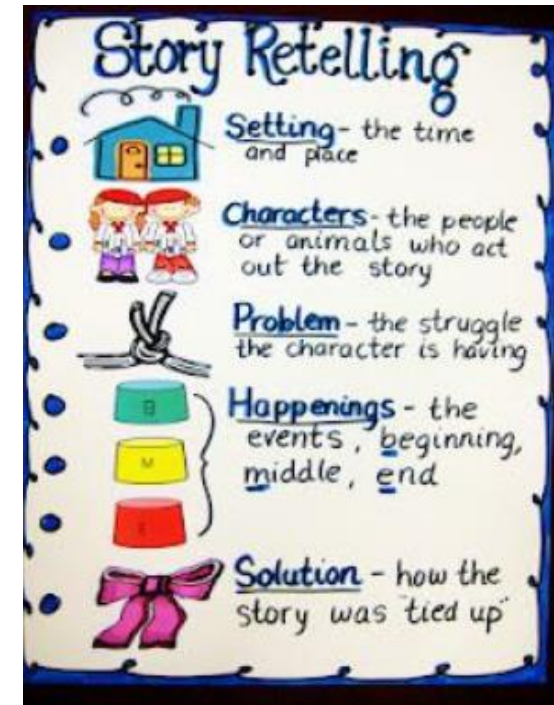 Story Retelling
Setting - the time
and place
Characters - the people
or animals who act
out the story
Problem - the struggle
the character is having
B
Happenings - the
events, beginning,
M
middle, end
E
Solution - how the
story was "tied up"